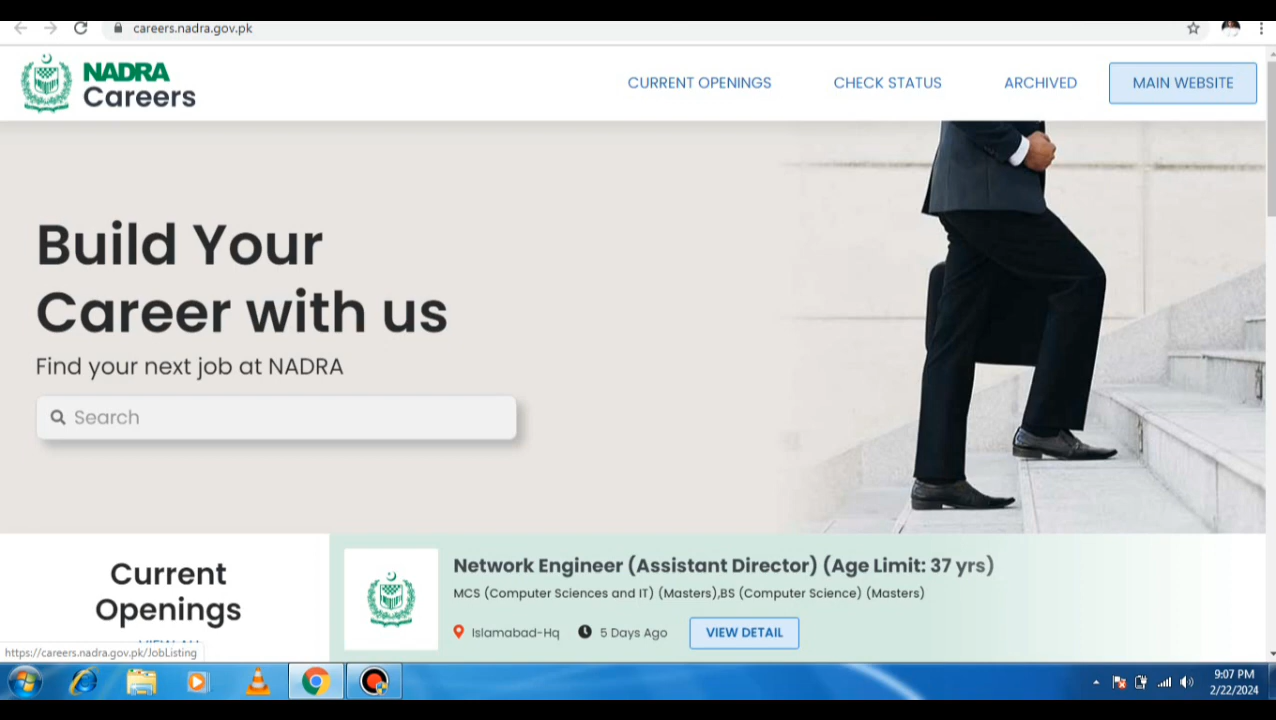 careers.nadra.gov.pk
NADRA
Careers
CURRENT OPENINGS
CHECK STATUS
ARCHIVED
MAIN WEBSITE
Build Your
Career with us
Find your next job at NADRA
Search
Current
Openings
VIEW ALL
Network Engineer (Assistant Director) (Age Limit: 37 yrs)
MCS (Computer Sciences and IT) (Masters),BS (Computer Science) (Masters)
Islamabad-Hq
5 Days Ago
VIEW DETAIL
https://careers.nadra.gov.pk/JobListing
9:07 PM
2/22/2024